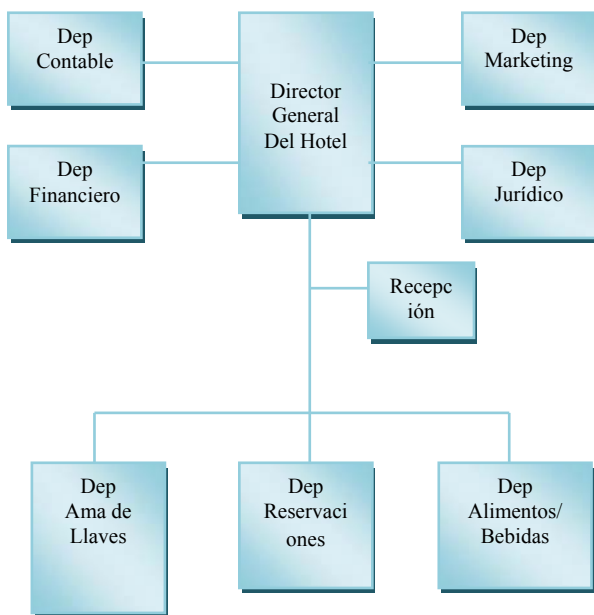 Dep
Contable
Director
General
Del Hotel
Dep
Marketing
Dep
Financiero
Dep
Jurídico
Recepc
ión
Dep
Ama de
Llaves
Dep
Reservaci
ones
Dep
Alimentos/
Bebidas